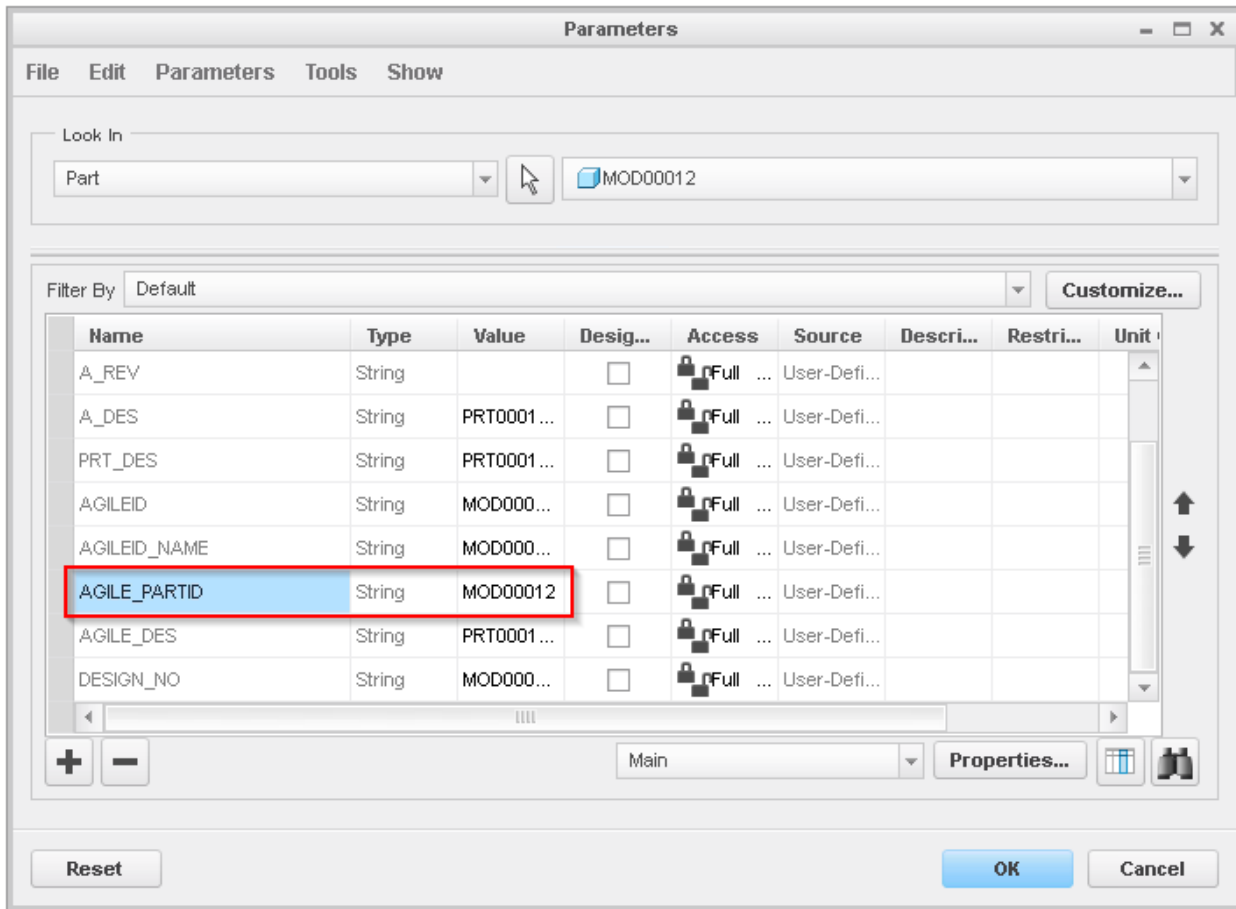 Parameters
File Edit Parameters Tools Show
Look In
Part MOD00012
Filter By Default Customize...
Name Type Value Desig... Access Source Descri... Restri... Unit
A_REV String Full ... User-Defi...
A_DES String PRT0001... Full ... User-Defi...
PRT_DES String PRT0001... Full ... User-Defi...
AGILEID String MOD000... Full ... User-Defi...
AGILEID_NAME String MOD000... Full ... User-Defi...
AGILE_PARTID String MOD00012 Full ... User-Defi...
AGILE_DES String PRT0001... Full ... User-Defi...
DESIGN_NO String MOD000... Full ... User-Defi...
Main Properties...
Reset OK Cancel